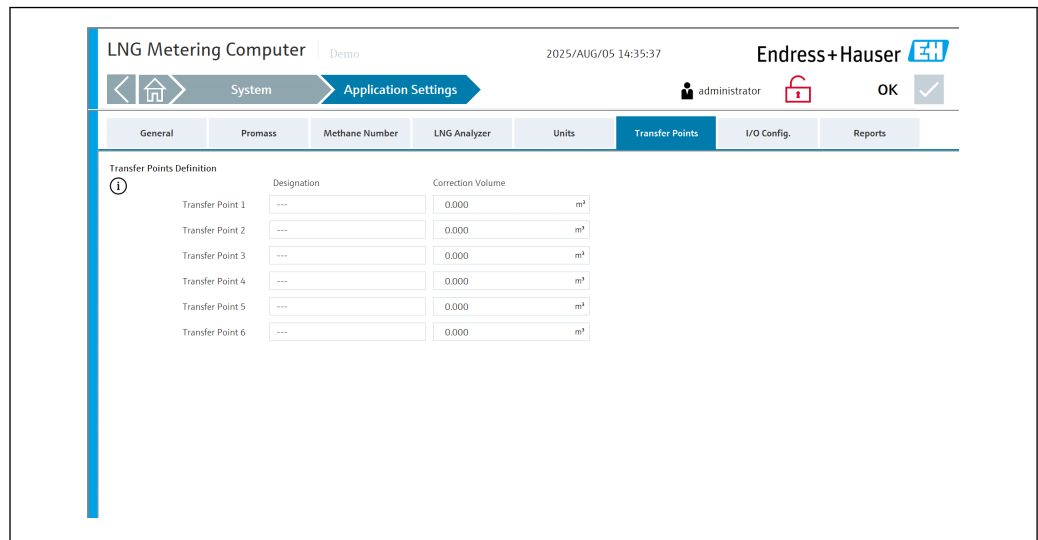 LNG Metering Computer Demo 2025/AUG/05 14:35:37 Endress+Hauser EH
System Application Settings administrator OK
General Promass Methane Number LNG Analyzer Units Transfer Points I/O Config. Reports
Transfer Points Definition
i
Designation Correction Volume
Transfer Point 1 --- 0.000 m³
Transfer Point 2 --- 0.000 m³
Transfer Point 3 --- 0.000 m³
Transfer Point 4 --- 0.000 m³
Transfer Point 5 --- 0.000 m³
Transfer Point 6 --- 0.000 m³